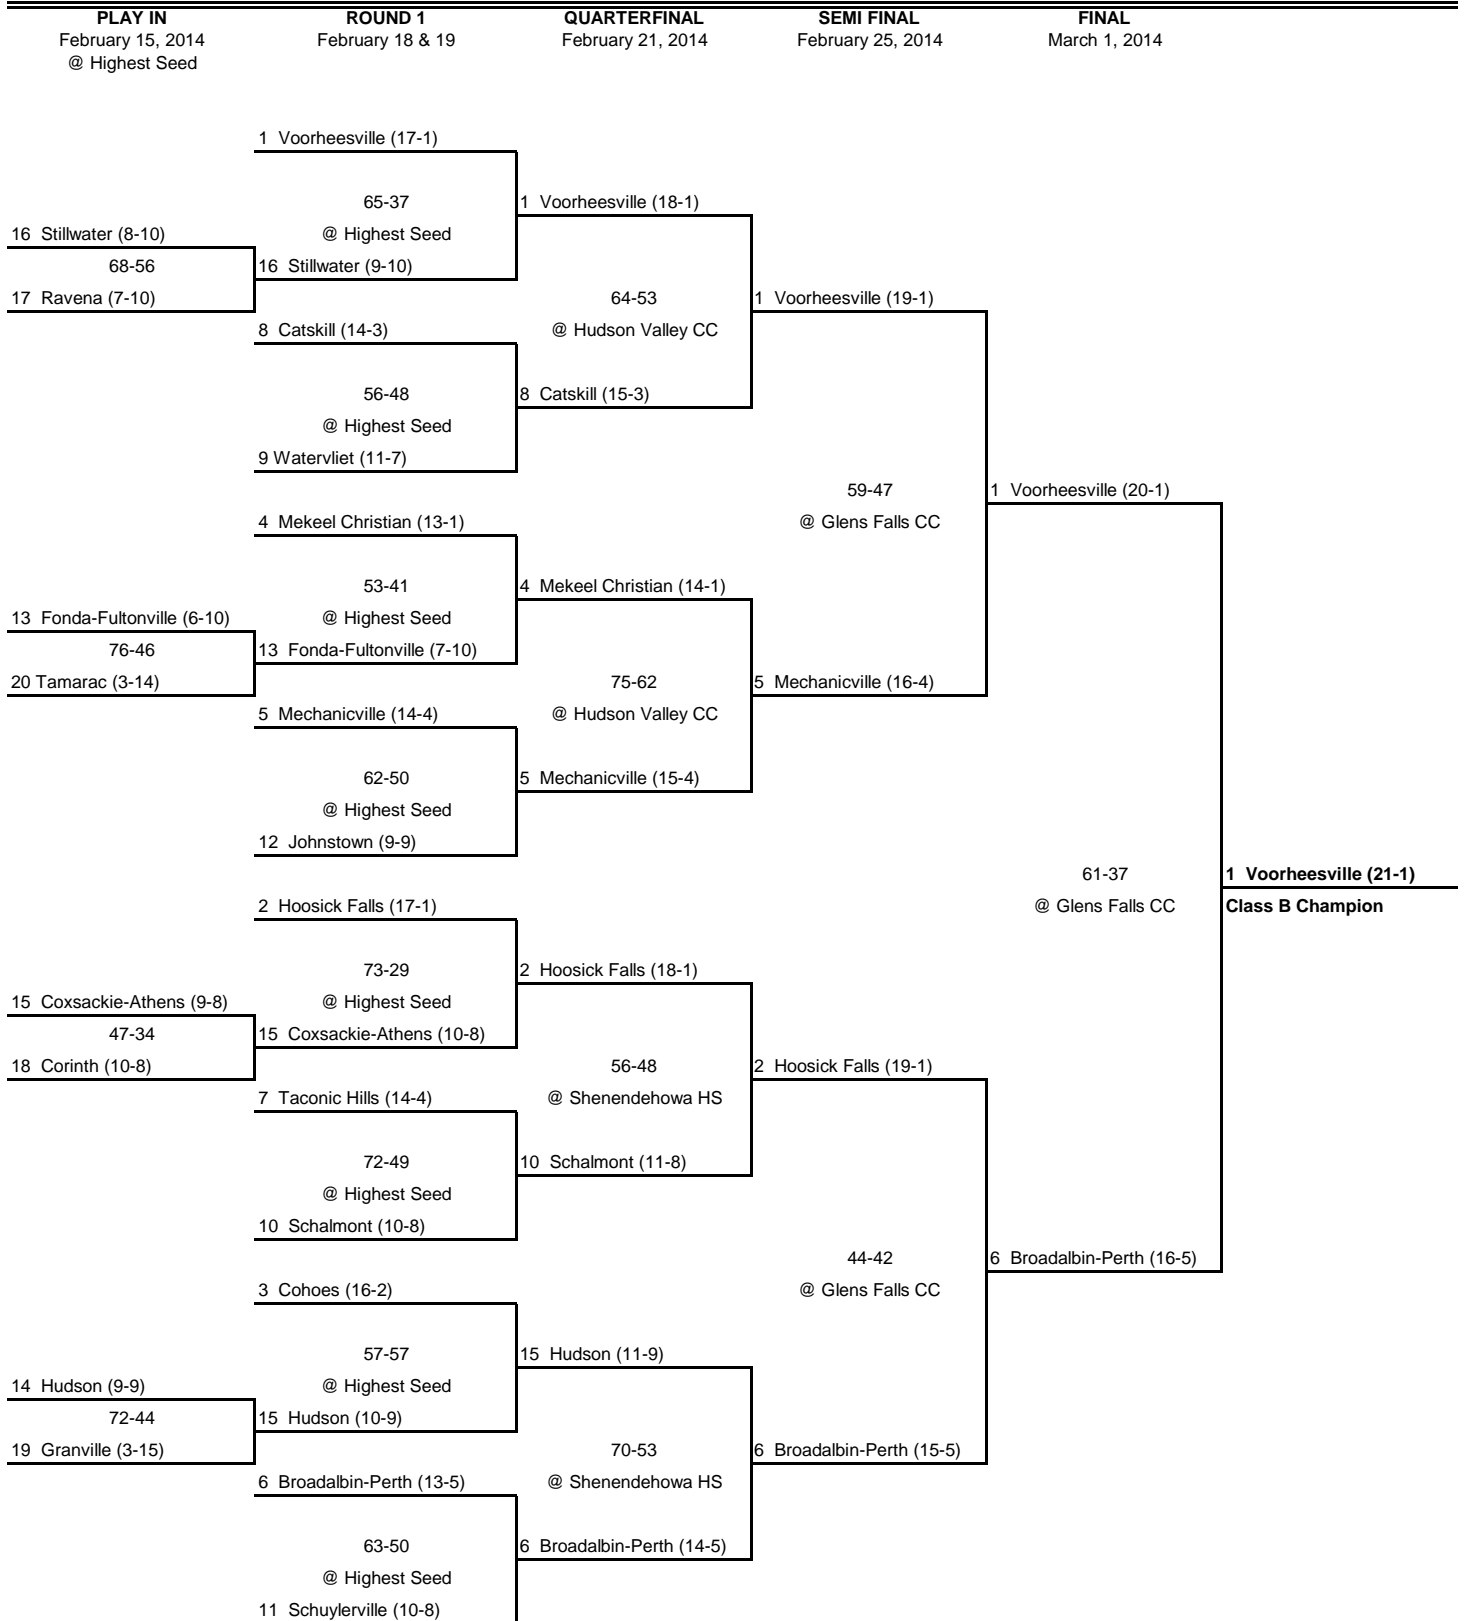 PLAY IN
February 15, 2014
@ Highest Seed
ROUND 1
February 18 & 19
QUARTERFINAL
February 21, 2014
SEMI FINAL
February 25, 2014
FINAL
March 1, 2014
1 Voorheesville (17-1)
65-37
@ Highest Seed
1 Voorheesville (18-1)
16 Stillwater (8-10)
68-56
16 Stillwater (9-10)
17 Ravena (7-10)
64-53
@ Hudson Valley CC
1 Voorheesville (19-1)
8 Catskill (14-3)
56-48
@ Highest Seed
8 Catskill (15-3)
9 Watervliet (11-7)
59-47
@ Glens Falls CC
1 Voorheesville (20-1)
4 Mekeel Christian (13-1)
53-41
@ Highest Seed
4 Mekeel Christian (14-1)
13 Fonda-Fultonville (6-10)
76-46
13 Fonda-Fultonville (7-10)
20 Tamarac (3-14)
75-62
@ Hudson Valley CC
5 Mechanicville (16-4)
5 Mechanicville (14-4)
62-50
@ Highest Seed
5 Mechanicville (15-4)
12 Johnstown (9-9)
61-37
@ Glens Falls CC
1 Voorheesville (21-1)
Class B Champion
2 Hoosick Falls (17-1)
73-29
@ Highest Seed
2 Hoosick Falls (18-1)
15 Coxsackie-Athens (9-8)
47-34
15 Coxsackie-Athens (10-8)
18 Corinth (10-8)
56-48
@ Shenendehowa HS
2 Hoosick Falls (19-1)
7 Taconic Hills (14-4)
72-49
@ Highest Seed
10 Schalmont (11-8)
10 Schalmont (10-8)
44-42
@ Glens Falls CC
6 Broadalbin-Perth (16-5)
3 Cohoes (16-2)
57-57
@ Highest Seed
15 Hudson (11-9)
14 Hudson (9-9)
72-44
15 Hudson (10-9)
19 Granville (3-15)
70-53
@ Shenendehowa HS
6 Broadalbin-Perth (15-5)
6 Broadalbin-Perth (13-5)
63-50
@ Highest Seed
6 Broadalbin-Perth (14-5)
11 Schuylerville (10-8)